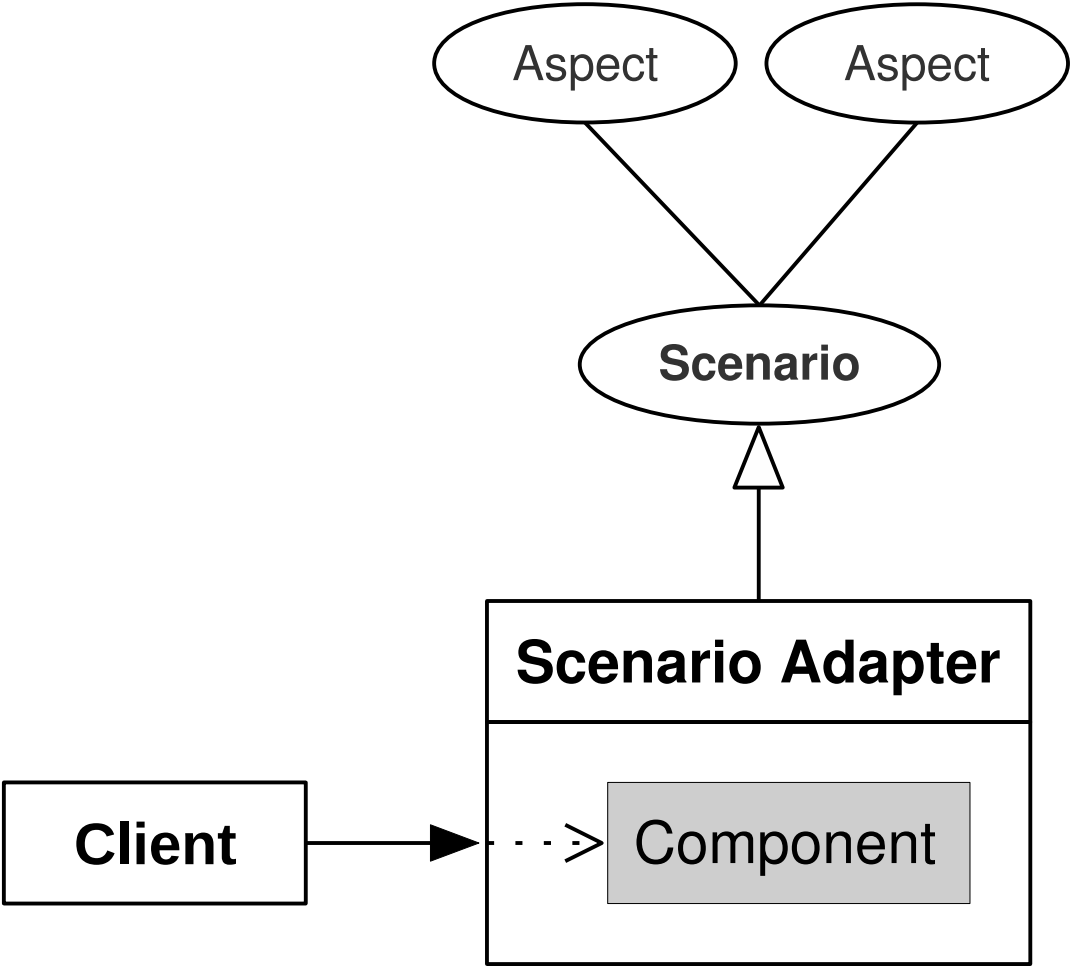 Aspect
Aspect
Scenario
Scenario Adapter
Client
Component